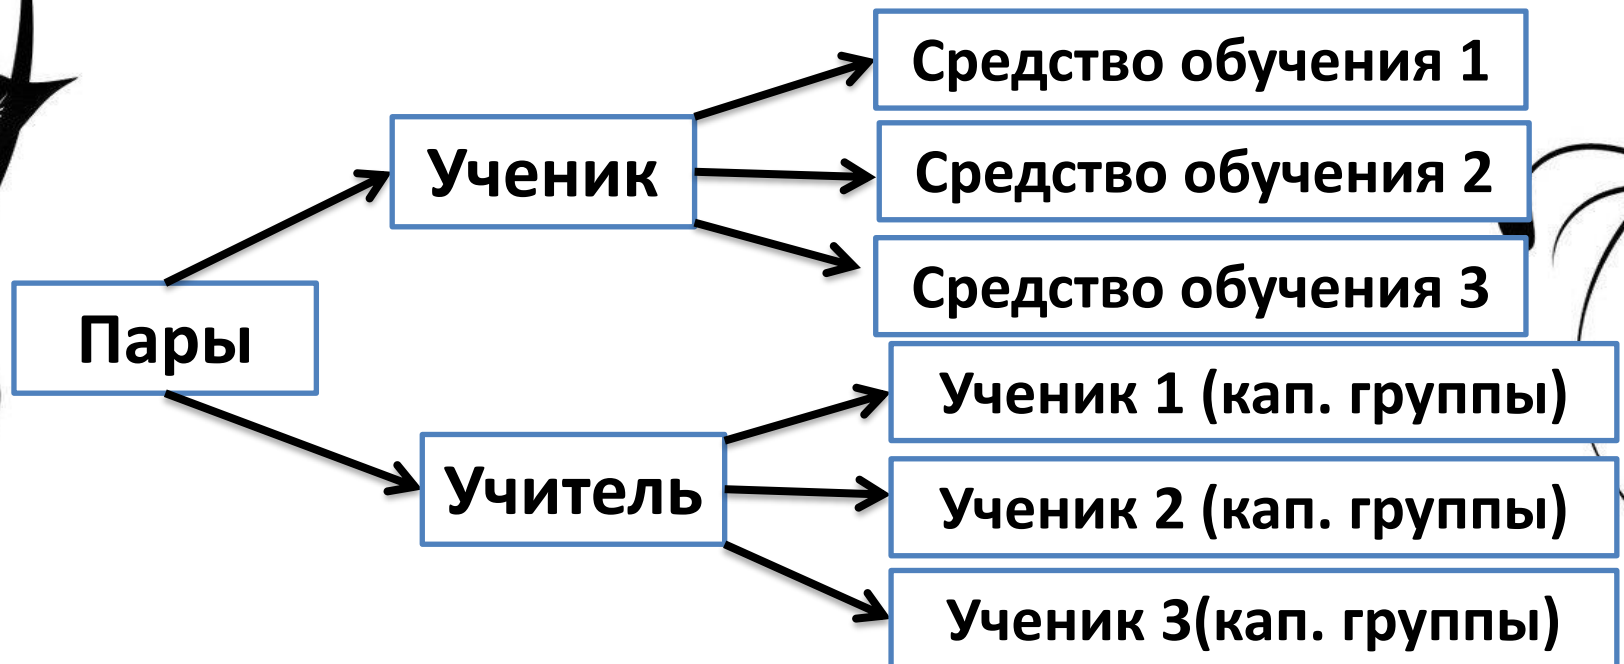 Средство обучения 1
Ученик
Средство обучения 2
Средство обучения 3
Пары
Ученик 1 (кап. группы)
Учитель
Ученик 2 (кап. группы)
Ученик 3(кап. группы)